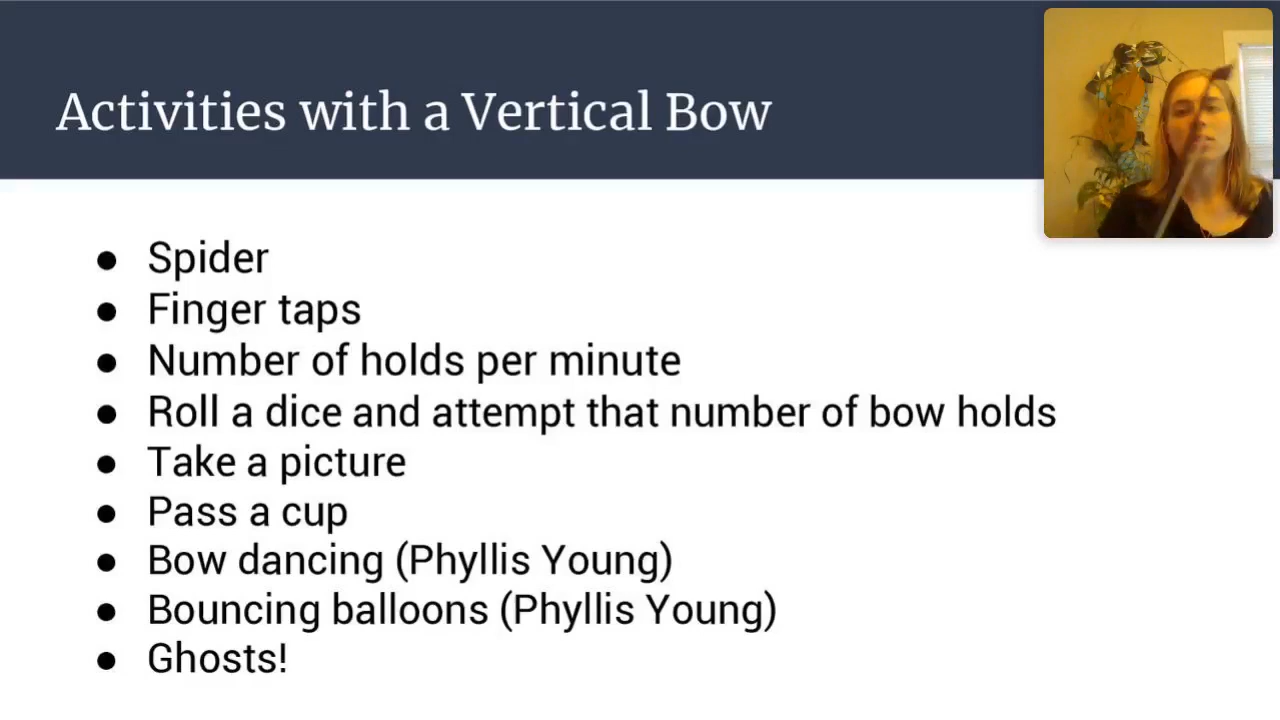 Activities with a Vertical Bow
● Spider
● Finger taps
● Number of holds per minute
● Roll a dice and attempt that number of bow holds
● Take a picture
● Pass a cup
● Bow dancing (Phyllis Young)
● Bouncing balloons (Phyllis Young)
● Ghosts!